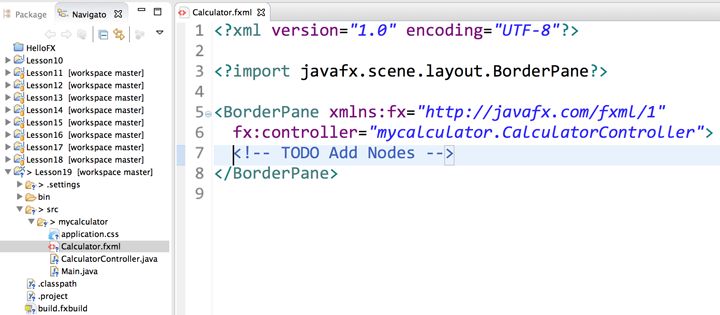 Packag
Navigato
HelloFX
Lesson10
Lesson11 [workspace master]
Lesson12 [workspace master]
Lesson13 [workspace master]
Lesson14 [workspace master]
Lesson15 [workspace master]
Lesson16 [workspace master]
Lesson17 [workspace master]
Lesson18 [workspace master]
> Lesson19 [workspace master]
> .settings
bin
> src
> mycalculator
application.css
Calculator.fxml
CalculatorController.java
Main.java
.classpath
.project
build.fxbuild
Calculator.fxml
1 <?xml version="1.0" encoding="UTF-8"?>
2
3 <?import javafx.scene.layout.BorderPane?>
4
5 <BorderPane xmlns:fx="http://javafx.com/fxml/1"
6 fx:controller="mycalculator.CalculatorController">
7 <!-- TODO Add Nodes -->
8 </BorderPane>
9